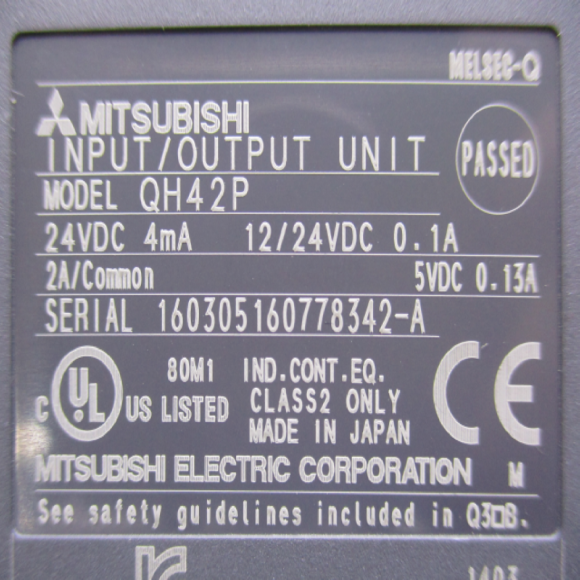 MELSEC-Q
MITSUBISHI
INPUT/OUTPUT UNIT
PASSED
MODEL QH42P
24VDC 4mA 12/24VDC 0.1A
2A/Common 5VDC 0.13A
SERIAL 160305160778342-A
C UL US LISTED 80M1 IND.CONT.EQ.
CLASS2 ONLY
MADE IN JAPAN
CE
MITSUBISHI ELECTRIC CORPORATION M
See safety guidelines included in Q3□B.